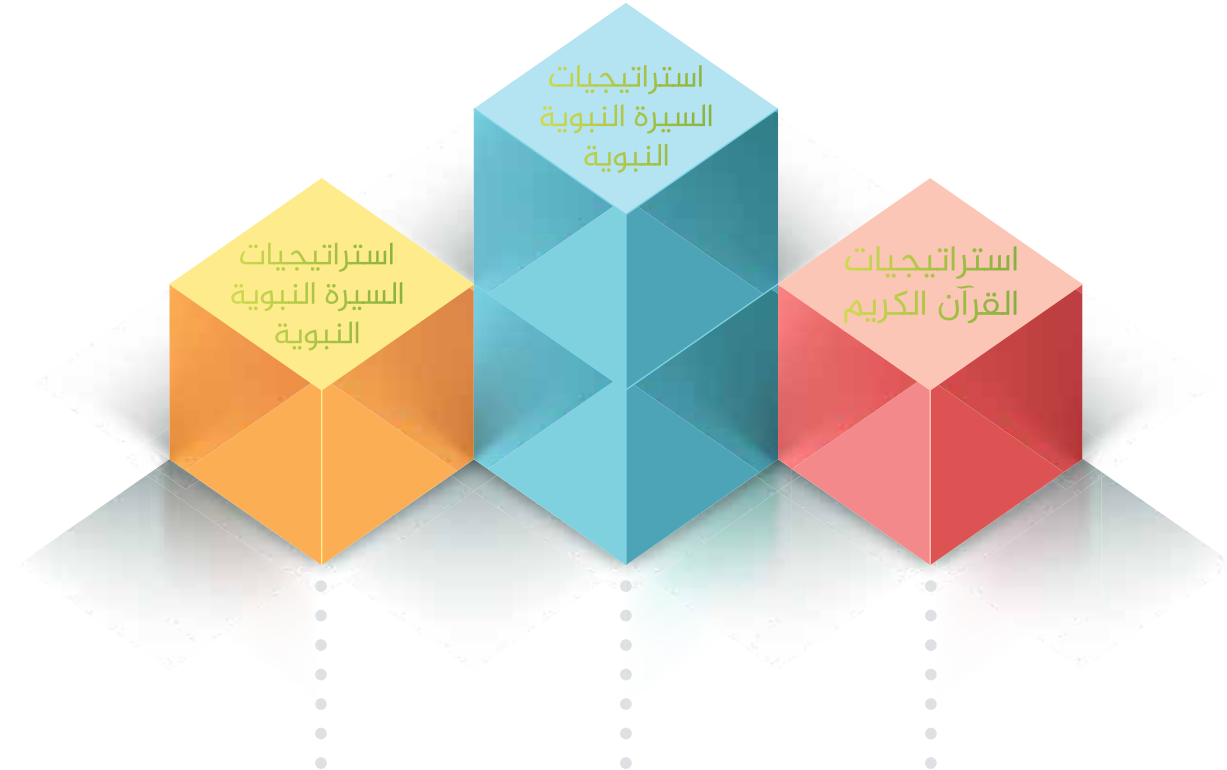 استراتيجيات
القرآن الكريم
استراتيجيات
السيرة النبوية
النبوية
استراتيجيات
السيرة النبوية
النبوية